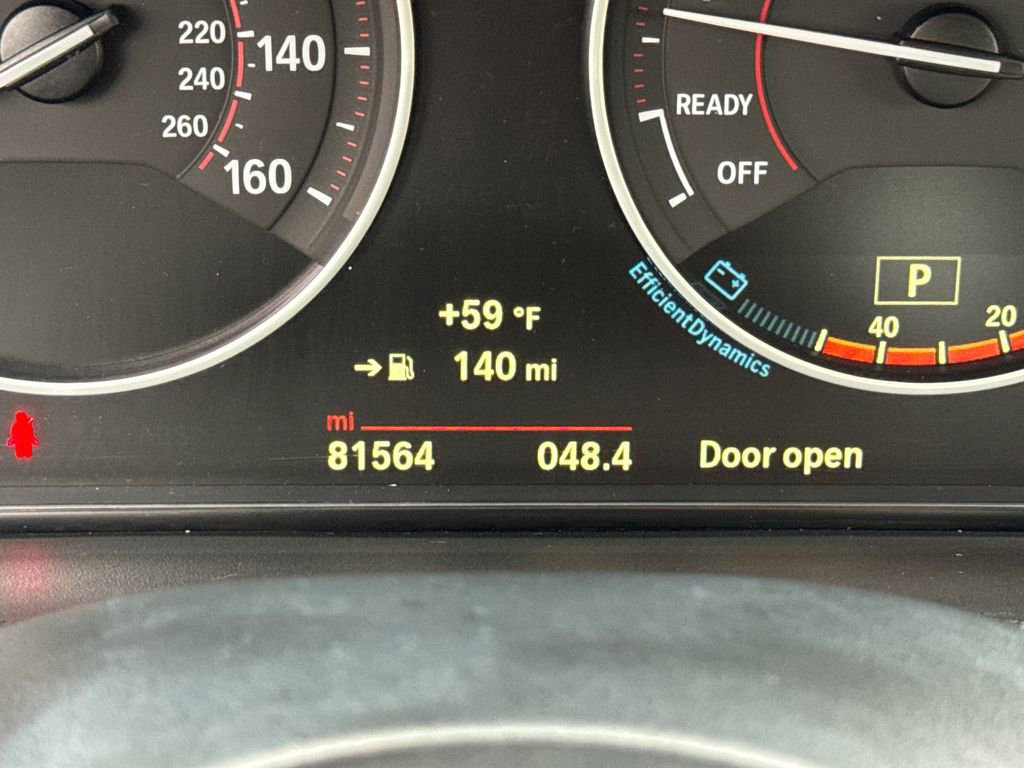 220
240
260
140
160
READY
OFF
P
+59 °F
140 mi
EfficientDynamics
40
20
mi
81564 048.4 Door open